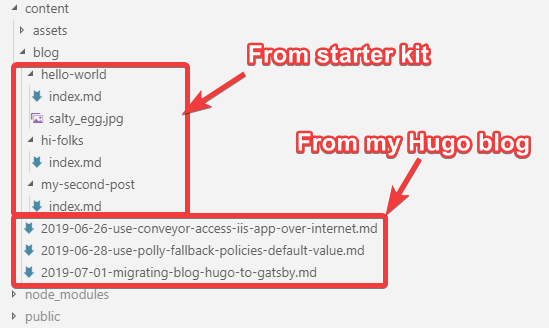 content
assets
blog
From starter kit
hello-world
index.md
salty_egg.jpg
hi-folks
index.md
From my Hugo blog
my-second-post
index.md
2019-06-26-use-conveyor-access-iis-app-over-internet.md
2019-06-28-use-polly-fallback-policies-default-value.md
2019-07-01-migrating-blog-hugo-to-gatsby.md
node_modules
public